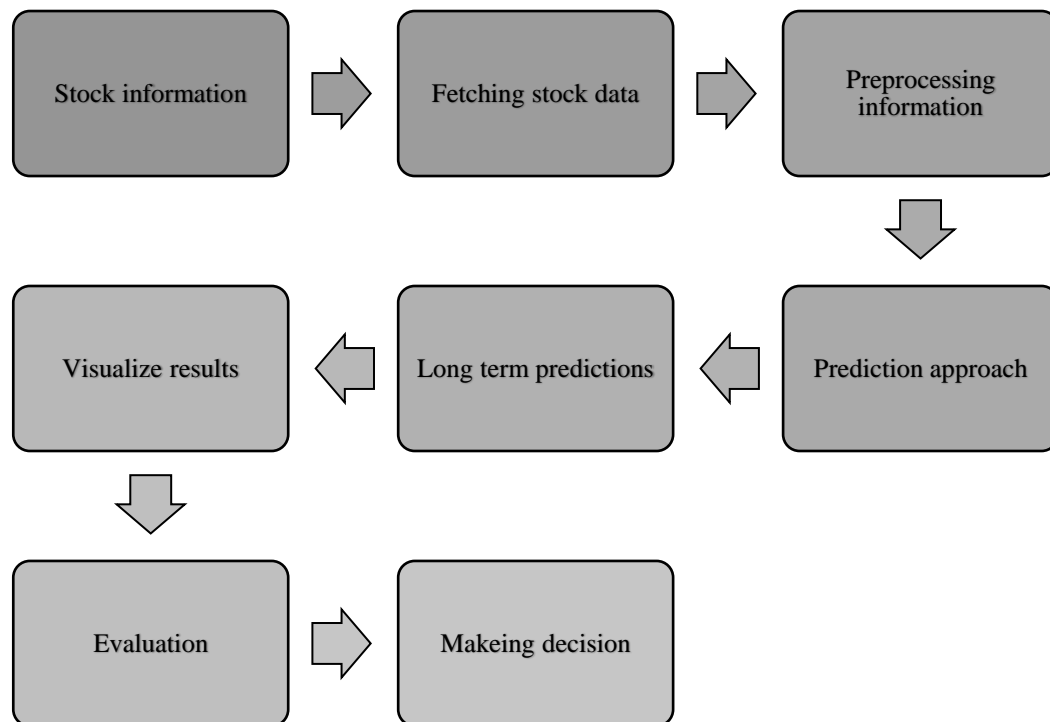 Stock information
Fetching stock data
Preprocessing
information
Prediction approach
Long term predictions
Visualize results
Evaluation
Makeing decision